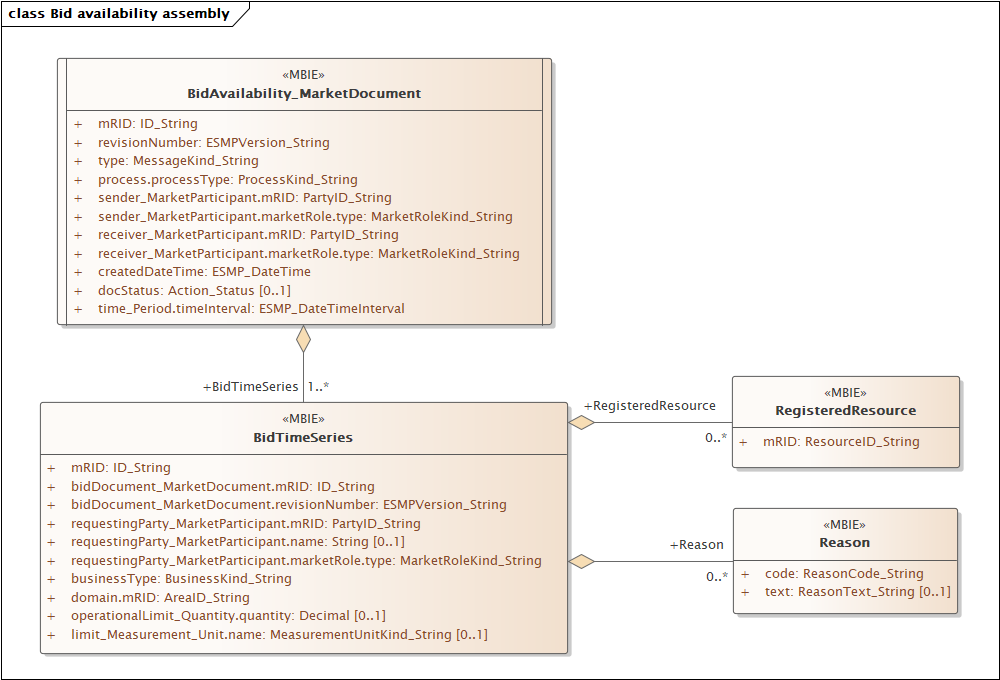 class Bid availability assembly
«MBIE»
BidAvailability_MarketDocument
+ mRID: ID_String
+ revisionNumber: ESMPVersion_String
+ type: MessageKind_String
+ process.processType: ProcessKind_String
+ sender_MarketParticipant.mRID: PartyID_String
+ sender_MarketParticipant.marketRole.type: MarketRoleKind_String
+ receiver_MarketParticipant.mRID: PartyID_String
+ receiver_MarketParticipant.marketRole.type: MarketRoleKind_String
+ createdDateTime: ESMP_DateTime
+ docStatus: Action_Status [0..1]
+ time_Period.timeInterval: ESMP_DateTimeInterval
+BidTimeSeries 1..*
«MBIE»
BidTimeSeries
+ mRID: ID_String
+ bidDocument_MarketDocument.mRID: ID_String
+ bidDocument_MarketDocument.revisionNumber: ESMPVersion_String
+ requestingParty_MarketParticipant.mRID: PartyID_String
+ requestingParty_MarketParticipant.name: String [0..1]
+ requestingParty_MarketParticipant.marketRole.type: MarketRoleKind_String
+ businessType: BusinessKind_String
+ domain.mRID: AreaID_String
+ operationalLimit_Quantity.quantity: Decimal [0..1]
+ limit_Measurement_Unit.name: MeasurementUnitKind_String [0..1]
+RegisteredResource
0..*
«MBIE»
RegisteredResource
+ mRID: ResourceID_String
+Reason
0..*
«MBIE»
Reason
+ code: ReasonCode_String
+ text: ReasonText_String [0..1]